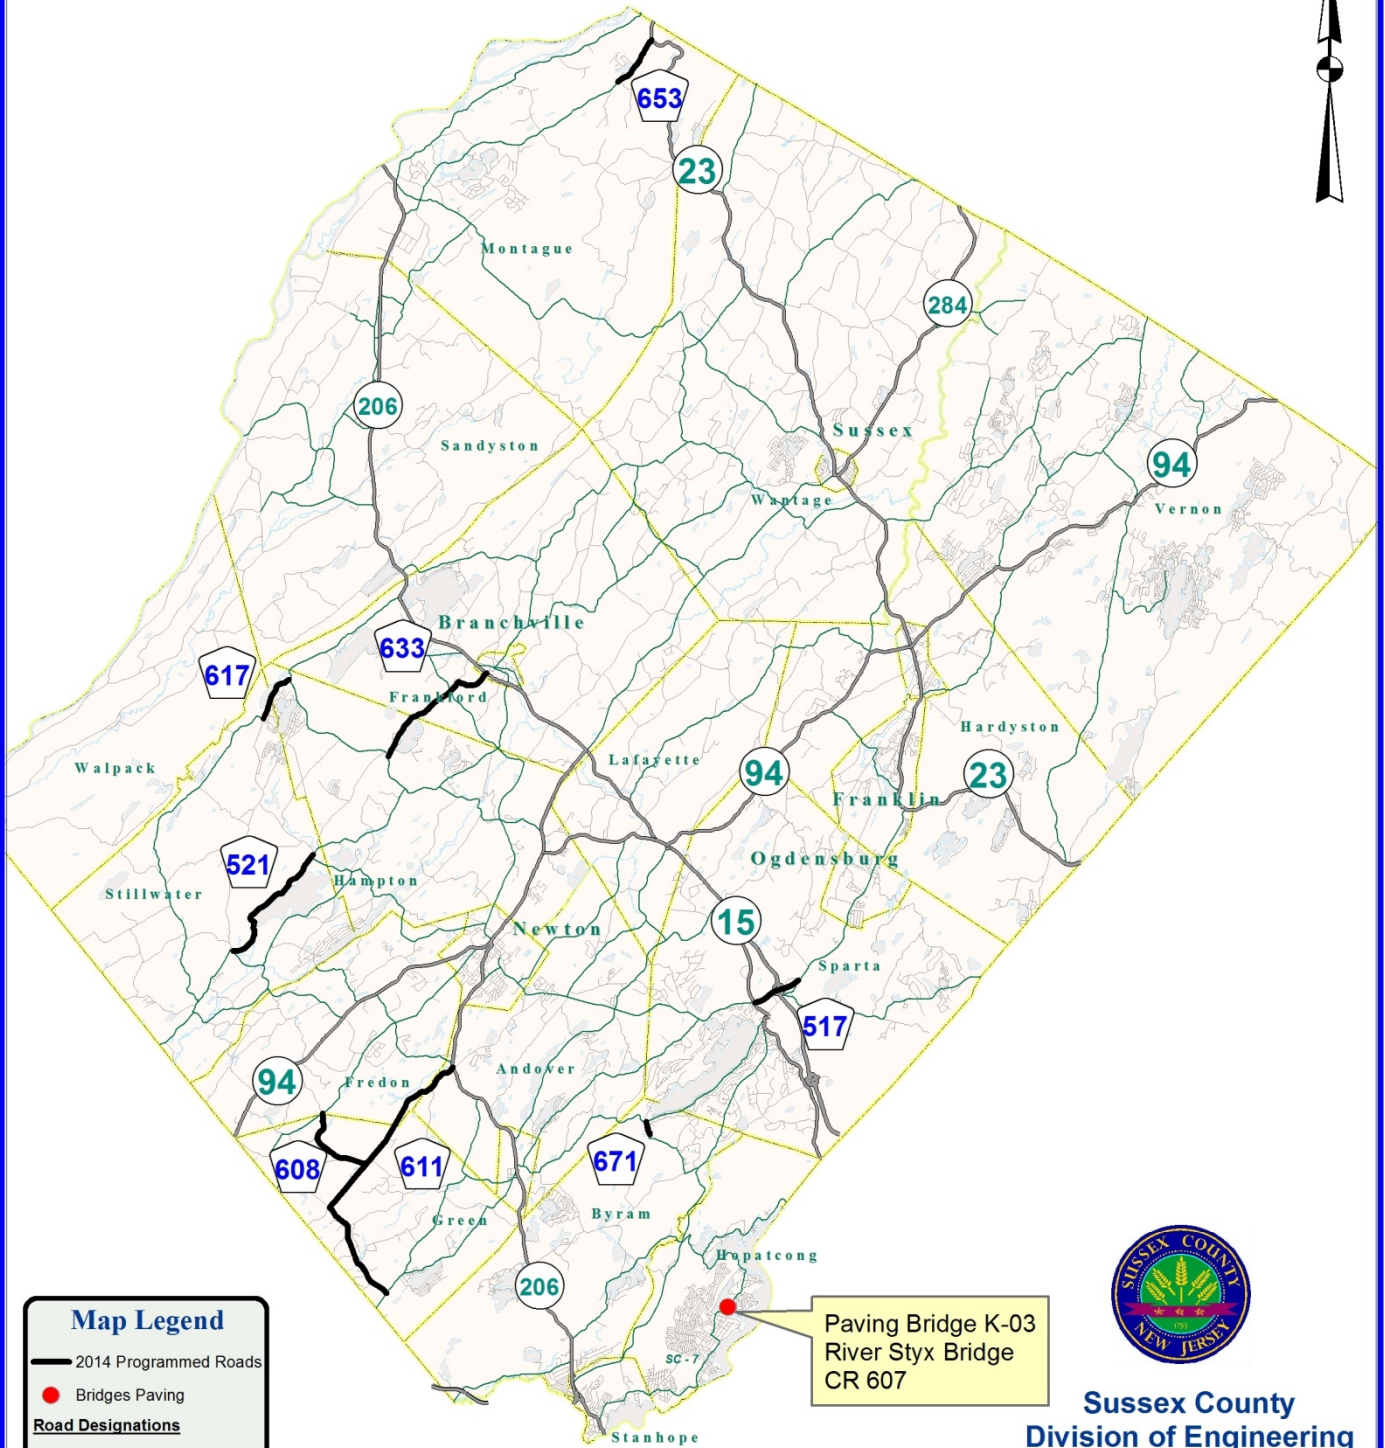 653
23
Montague
284
206
Sussex
Sandyston
94
Wantage
Vernon
Branchville
633
617
Frankford
Hardyston
Lafayette
Walpack
94
23
Franklin
521
Ogdensburg
Hampton
Stillwater
15
Newton
Sparta
517
Andover
94
Fredon
671
611
608
Byram
Green
Hopatcong
206
SC - 7
Stanhope
Paving Bridge K-03
River Styx Bridge
CR 607
Map Legend
2014 Programmed Roads
Bridges Paving
Road Designations
SUSSEX COUNTY
1753
NEW JERSEY
Sussex County
Division of Engineering